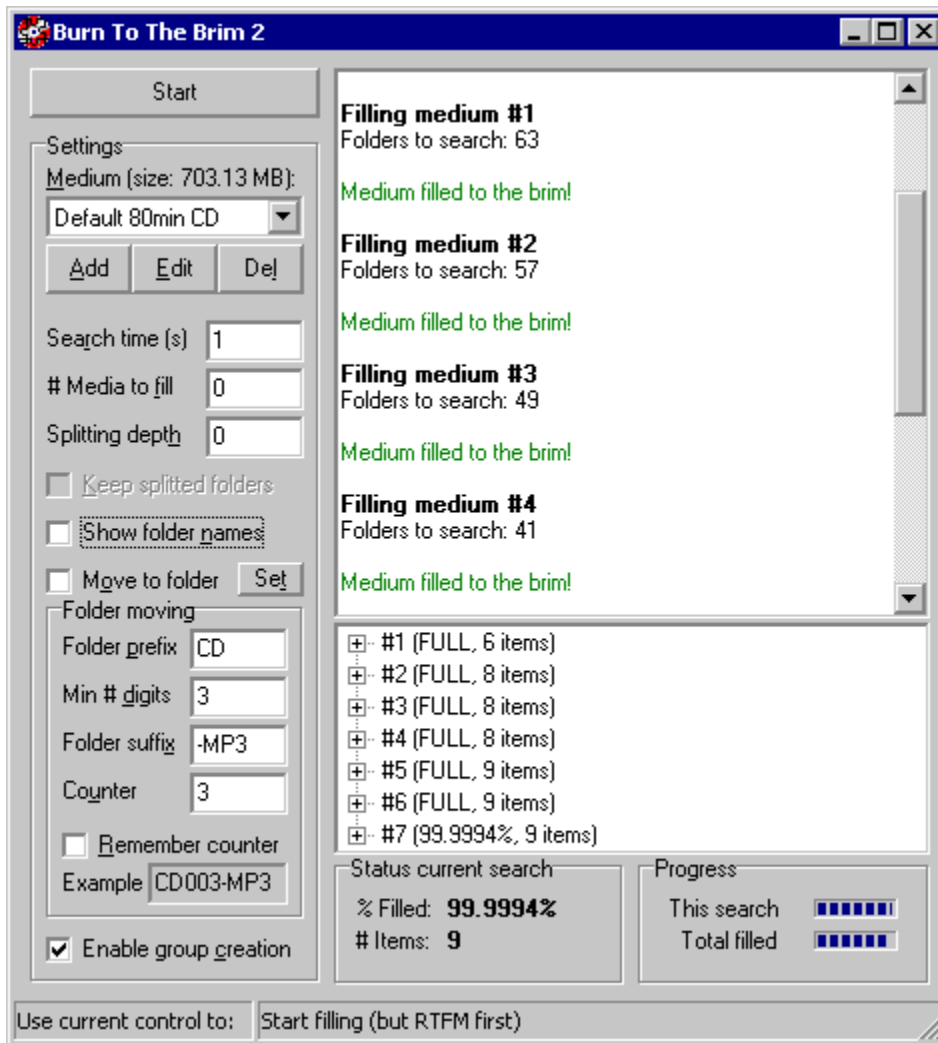 Burn To The Brim 2
Start
Settings
Medium (size: 703.13 MB):
Default 80min CD
Add
Edit
Del
Search time (s)
1
# Media to fill
0
Splitting depth
0
Keep splitted folders
Show folder names
Move to folder
Set
Folder moving
Folder prefix
CD
Min # digits
3
Folder suffix
-MP3
Counter
3
Remember counter
Example
CD003-MP3
Enable group creation
Filling medium #1
Folders to search: 63
Medium filled to the brim!
Filling medium #2
Folders to search: 57
Medium filled to the brim!
Filling medium #3
Folders to search: 49
Medium filled to the brim!
Filling medium #4
Folders to search: 41
Medium filled to the brim!
#1 (FULL, 6 items)
#2 (FULL, 8 items)
#3 (FULL, 8 items)
#4 (FULL, 8 items)
#5 (FULL, 9 items)
#6 (FULL, 9 items)
#7 (99.9994%, 9 items)
Status current search
% Filled: 99.9994%
# Items: 9
Progress
This search
Total filled
Use current control to:
Start filling (but RTFM first)